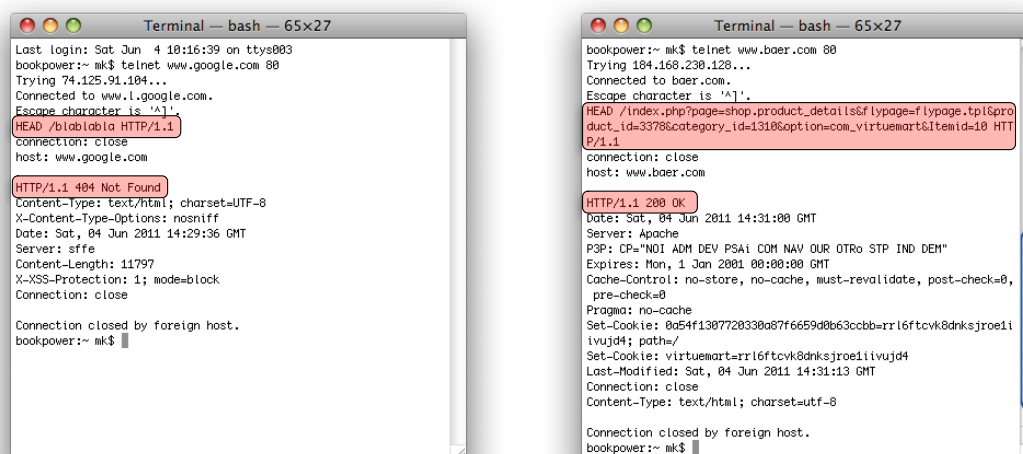 Terminal — bash — 65×27
Last login: Sat Jun  4 10:16:39 on ttys003
bookpower:~ mk$ telnet www.google.com 80
Trying 74.125.91.104...
Connected to www.l.google.com.
Escape character is '^]'.
HEAD /blablabla HTTP/1.1
connection: close
host: www.google.com
HTTP/1.1 404 Not Found
Content-Type: text/html; charset=UTF-8
X-Content-Type-Options: nosniff
Date: Sat, 04 Jun 2011 14:29:36 GMT
Server: sffe
Content-Length: 11797
X-XSS-Protection: 1; mode=block
Connection: close
Connection closed by foreign host.
bookpower:~ mk$
Terminal — bash — 65×27
bookpower:~ mk$ telnet www.baer.com 80
Trying 184.168.230.128...
Connected to baer.com.
Escape character is '^]'.
HEAD /index.php?page=shop.product_details&flypage=flypage.tpl&pro
duct_id=3378&category_id=1310&option=com_virtuemart&Itemid=10 HTT
P/1.1
connection: close
host: www.baer.com
HTTP/1.1 200 OK
Date: Sat, 04 Jun 2011 14:31:00 GMT
Server: Apache
P3P: CP="NOI ADM DEV PSAi COM NAV OUR OTRo STP IND DEM"
Expires: Mon, 1 Jan 2001 00:00:00 GMT
Cache-Control: no-store, no-cache, must-revalidate, post-check=0,
 pre-check=0
Pragma: no-cache
Set-Cookie: 0a54f1307720330a87f6659d0b63ccbb=rrl6ftcvk8dnksjroe1i
ivujd4; path=/
Set-Cookie: virtuemart=rrl6ftcvk8dnksjroe1iivujd4
Last-Modified: Sat, 04 Jun 2011 14:31:13 GMT
Connection: close
Content-Type: text/html; charset=utf-8
Connection closed by foreign host.
bookpower:~ mk$